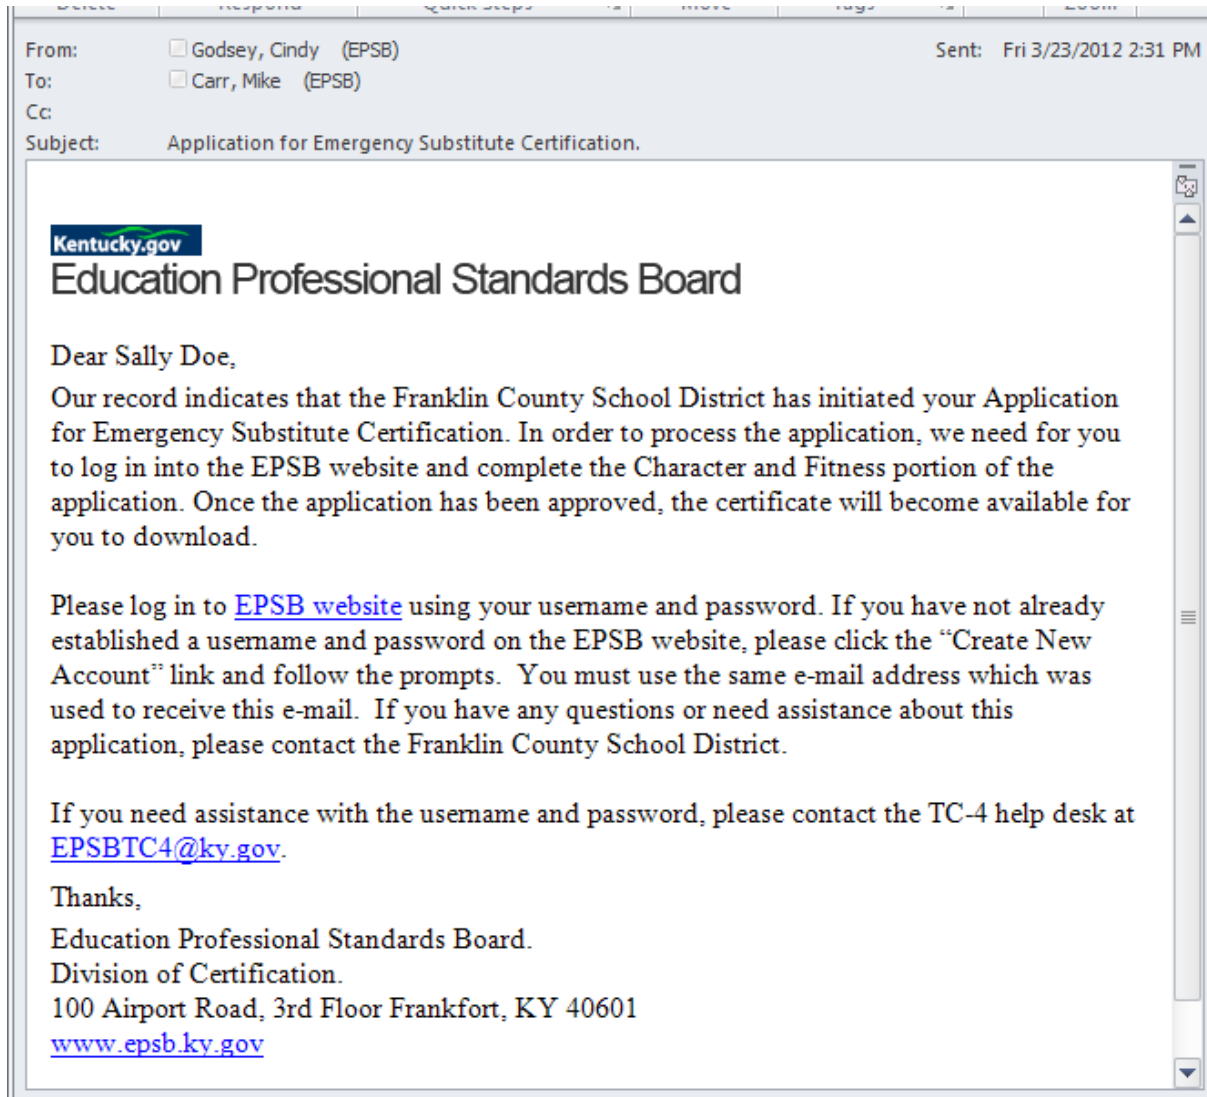 Delete Respond Quick Steps Move Tags Zoom
From: Godsey, Cindy (EPSB) Sent: Fri 3/23/2012 2:31 PM
To: Carr, Mike (EPSB)
Cc:
Subject: Application for Emergency Substitute Certification.
Kentucky.gov
Education Professional Standards Board
Dear Sally Doe,
Our record indicates that the Franklin County School District has initiated your Application
for Emergency Substitute Certification. In order to process the application, we need for you
to log in into the EPSB website and complete the Character and Fitness portion of the
application. Once the application has been approved, the certificate will become available for
you to download.
Please log in to EPSB website using your username and password. If you have not already
established a username and password on the EPSB website, please click the “Create New
Account” link and follow the prompts.  You must use the same e-mail address which was
used to receive this e-mail.  If you have any questions or need assistance about this
application, please contact the Franklin County School District.
If you need assistance with the username and password, please contact the TC-4 help desk at
EPSBTC4@ky.gov.
Thanks,
Education Professional Standards Board.
Division of Certification.
100 Airport Road, 3rd Floor Frankfort, KY 40601
www.epsb.ky.gov